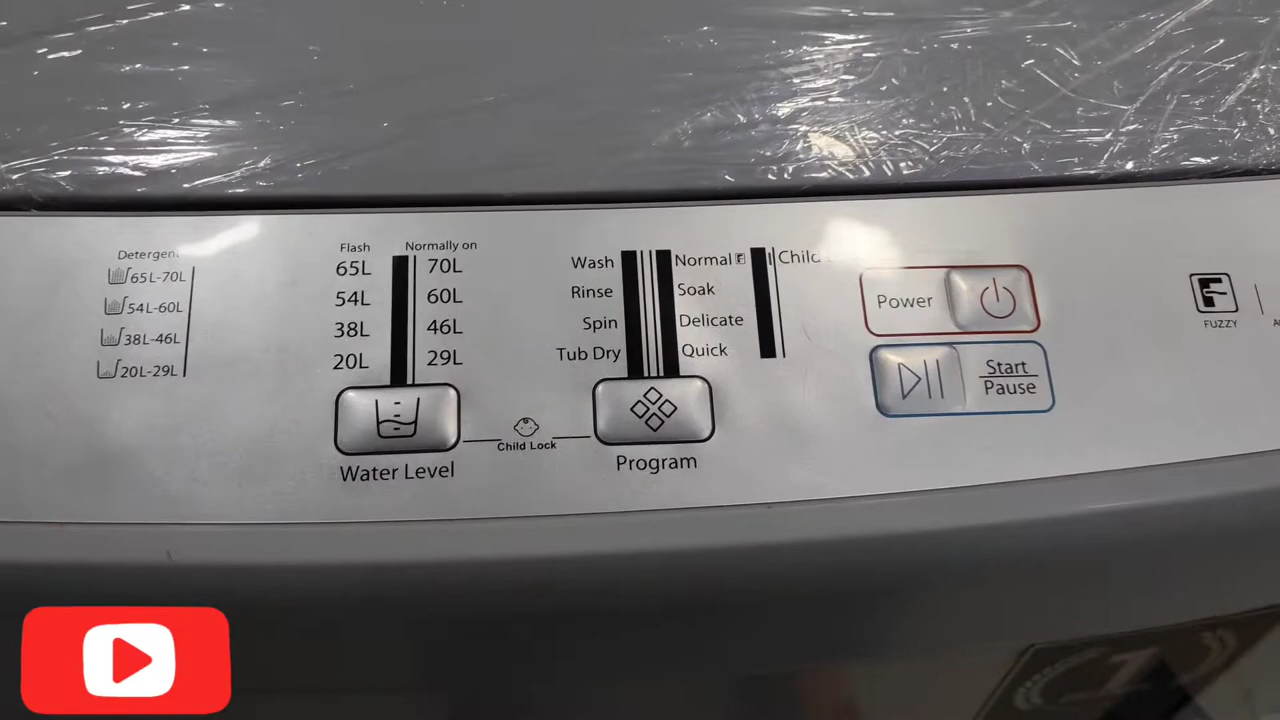 Detergent
65L-70L
54L-60L
38L-46L
20L-29L
Flash Normally on
65L 70L
54L 60L
38L 46L
20L 29L
Water Level
Child Lock
Wash Normal F Child
Rinse Soak
Spin Delicate
Tub Dry Quick
Program
Power
Start
Pause
FUZZY